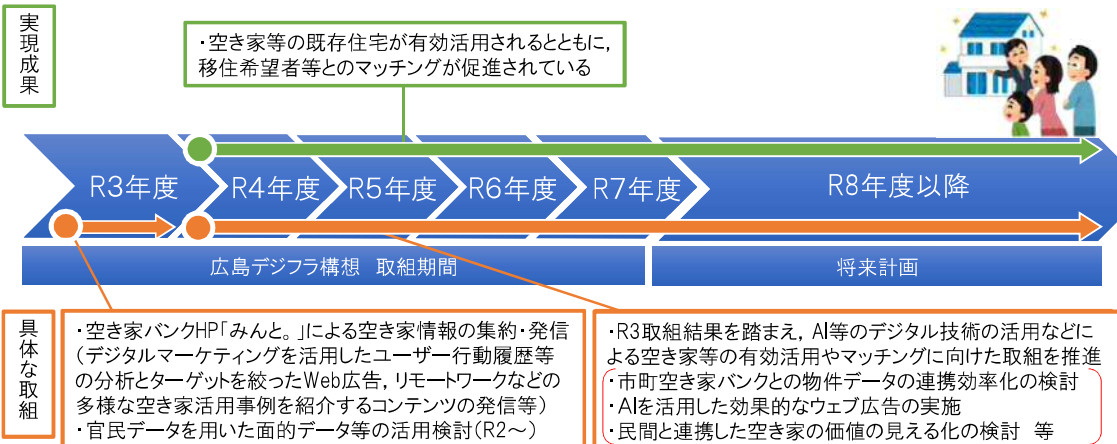 実現成果
・空き家等の既存住宅が有効活用されるとともに，
移住希望者等とのマッチングが促進されている
R3年度
R4年度
R5年度
R6年度
R7年度
R8年度以降
広島デジフラ構想　取組期間
将来計画
具体な取組
・空き家バンクHP「みんと。」による空き家情報の集約・発信
（デジタルマーケティングを活用したユーザー行動履歴等
の分析とターゲットを絞ったWeb広告，リモートワークなどの
多様な空き家活用事例を紹介するコンテンツの発信等）
・官民データを用いた面的データ等の活用検討（R2～）
・R3取組結果を踏まえ，AI等のデジタル技術の活用などに
よる空き家等の有効活用やマッチングに向けた取組を推進
・市町空き家バンクとの物件データの連携効率化の検討
・AIを活用した効果的なウェブ広告の実施
・民間と連携した空き家の価値の見える化の検討　等